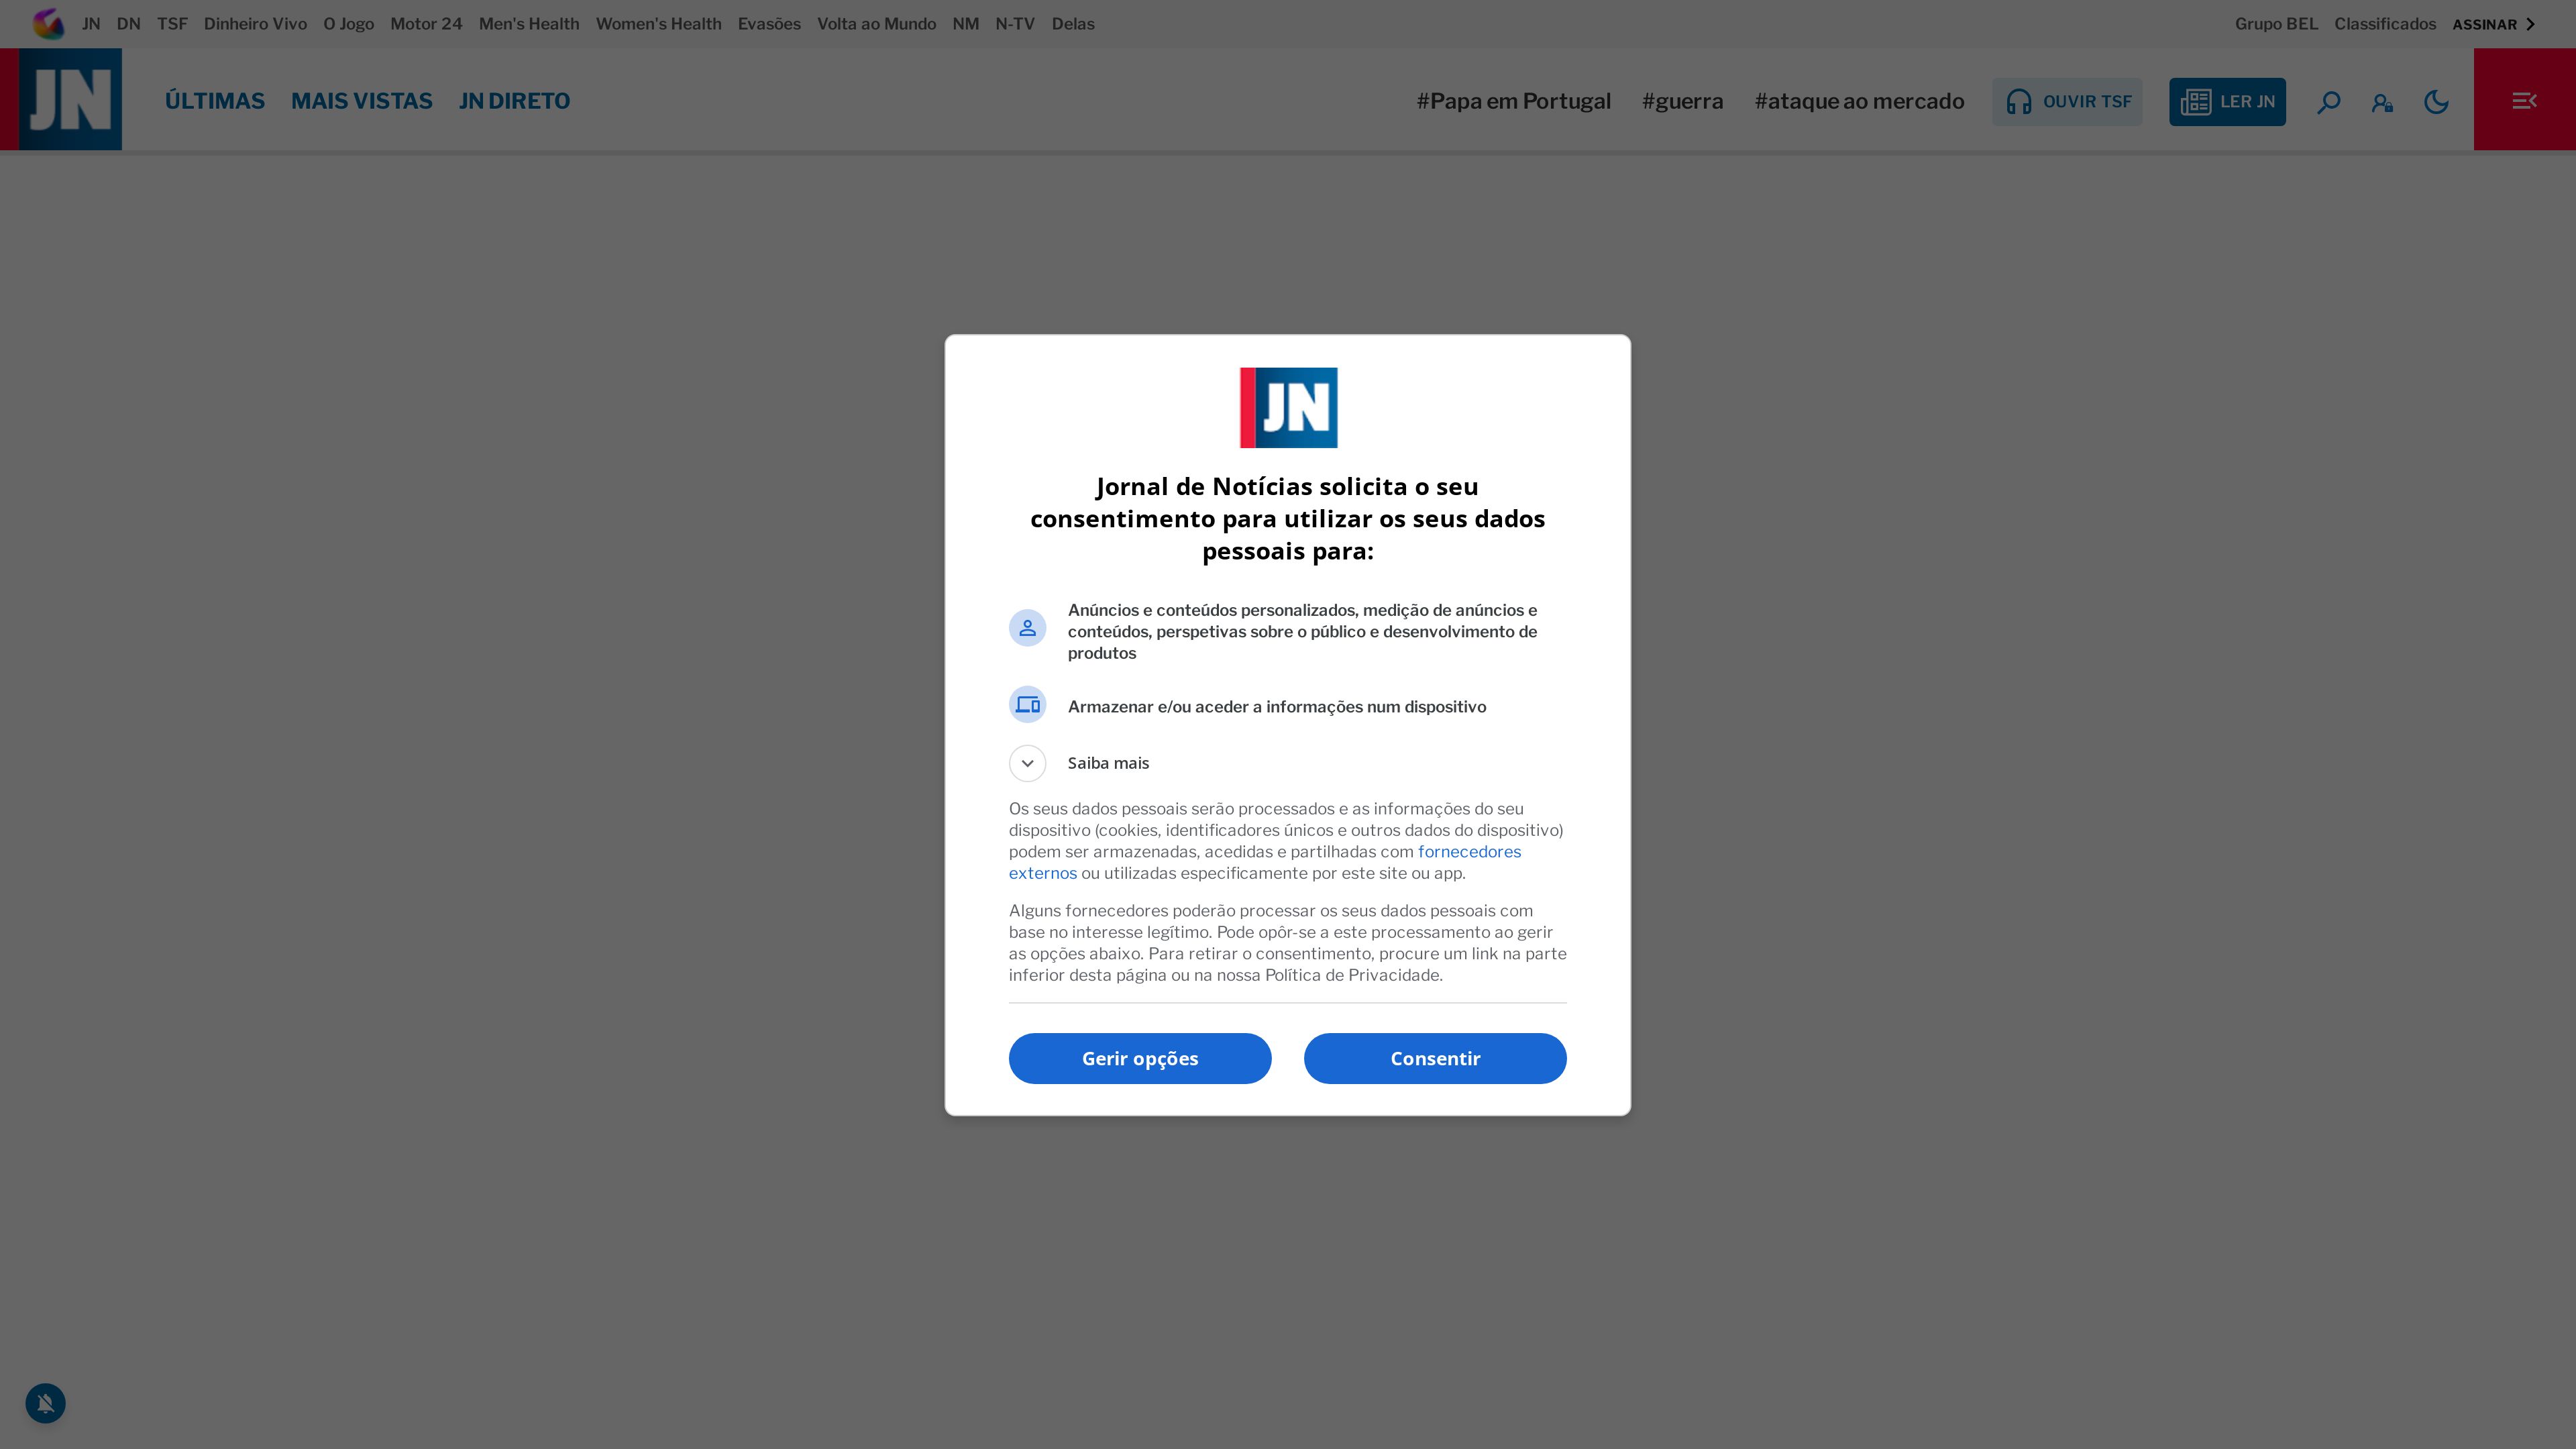 JN DN TSF Dinheiro Vivo O Jogo Motor 24 Men's Health Women's Health Evasões Volta ao Mundo NM N-TV Delas Grupo BEL Classificados ASSINAR
JN ÚLTIMAS MAIS VISTAS JN DIRETO #Papa em Portugal #guerra #ataque ao mercado OUVIR TSF LER JN
JN
Jornal de Notícias solicita o seu
consentimento para utilizar os seus dados
pessoais para:
Anúncios e conteúdos personalizados, medição de anúncios e
conteúdos, perspetivas sobre o público e desenvolvimento de
produtos
Armazenar e/ou aceder a informações num dispositivo
Saiba mais
Os seus dados pessoais serão processados e as informações do seu
dispositivo (cookies, identificadores únicos e outros dados do dispositivo)
podem ser armazenadas, acedidas e partilhadas com fornecedores
externos ou utilizadas especificamente por este site ou app.
Alguns fornecedores poderão processar os seus dados pessoais com
base no interesse legítimo. Pode opôr-se a este processamento ao gerir
as opções abaixo. Para retirar o consentimento, procure um link na parte
inferior desta página ou na nossa Política de Privacidade.
Gerir opções Consentir